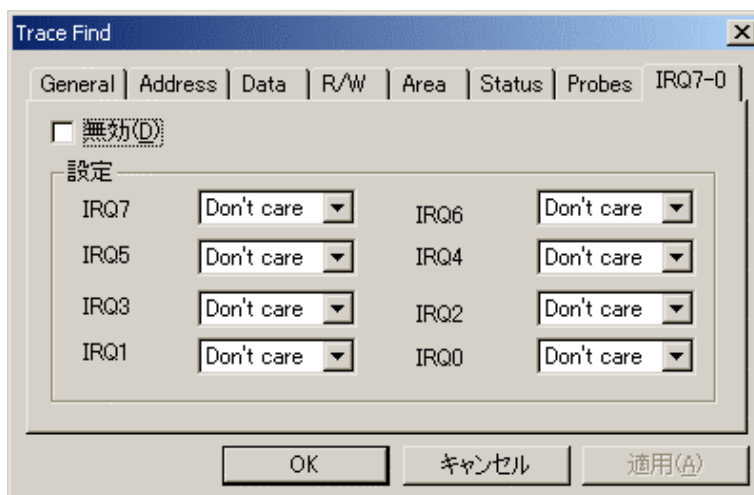 Trace Find
General Address Data R/W Area Status Probes IRQ7-0
無効(D)
設定
IRQ7 Don't care IRQ6 Don't care
IRQ5 Don't care IRQ4 Don't care
IRQ3 Don't care IRQ2 Don't care
IRQ1 Don't care IRQ0 Don't care
OK キャンセル 適用(A)